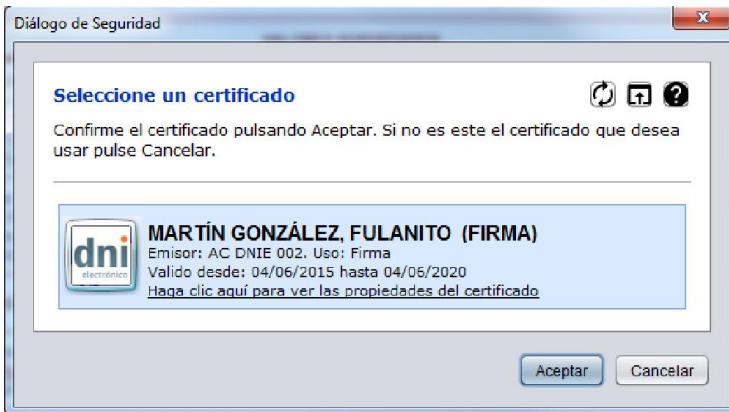 Diálogo de Seguridad
Seleccione un certificado
Confirme el certificado pulsando Aceptar. Si no es este el certificado que desea
usar pulse Cancelar.
dni
electrónico
MARTÍN GONZÁLEZ, FULANITO (FIRMA)
Emisor: AC DNIE 002. Uso: Firma
Valido desde: 04/06/2015 hasta 04/06/2020
Haga clic aquí para ver las propiedades del certificado
Aceptar
Cancelar